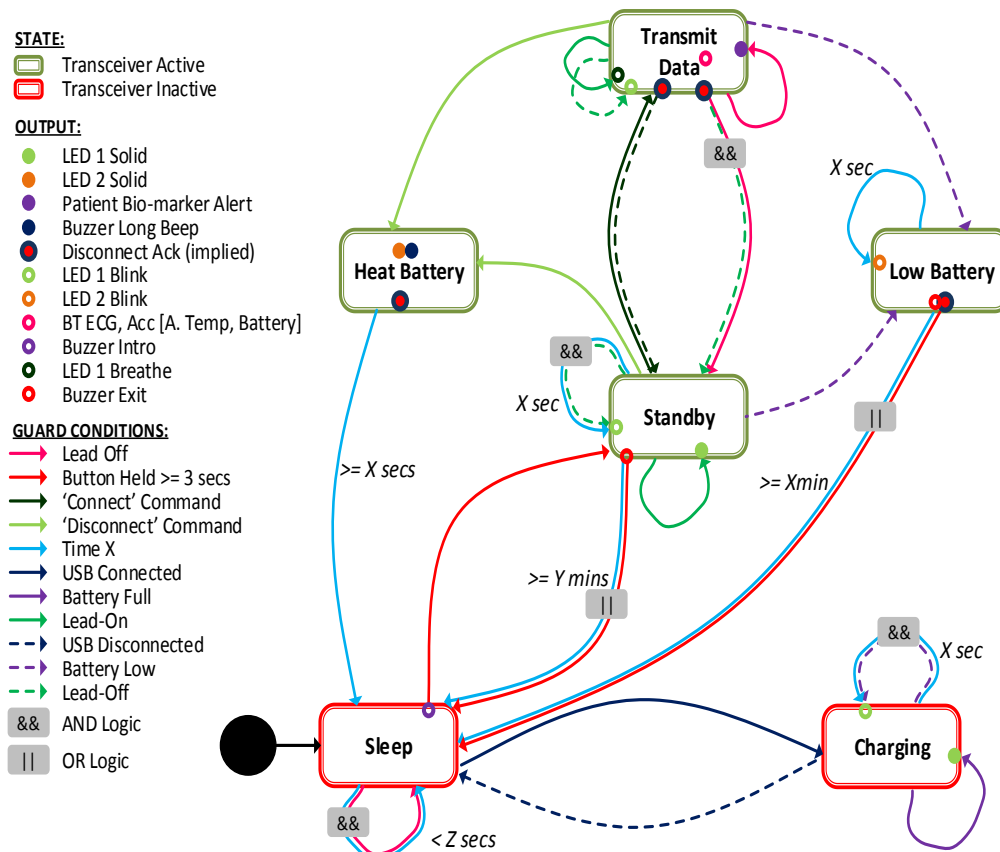 STATE:
Transceiver Active
Transceiver Inactive
OUTPUT:
LED 1 Solid
LED 2 Solid
Patient Bio-marker Alert
Buzzer Long Beep
Disconnect Ack (implied)
LED 1 Blink
LED 2 Blink
BT ECG, Acc [A. Temp, Battery]
Buzzer Intro
LED 1 Breathe
Buzzer Exit
GUARD CONDITIONS:
Lead Off
Button Held >= 3 secs
‘Connect’ Command
‘Disconnect’ Command
Time X
USB Connected
Battery Full
Lead-On
USB Disconnected
Battery Low
Lead-Off
&& AND Logic
|| OR Logic
Transmit
Data
&&
X sec
Heat Battery
Low Battery
&&
X sec
Standby
||
>= X secs
>= Xmin
>= Y mins
||
&&
X sec
Sleep
Charging
&&
< Z secs